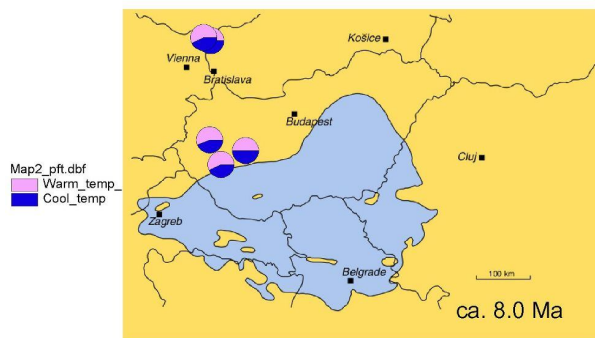 Košice
Vienna
Bratislava
Budapest
Map2_pft.dbf
Warm_temp_
Cool_temp
Cluj
Zagreb
Belgrade
100 km
ca. 8.0 Ma